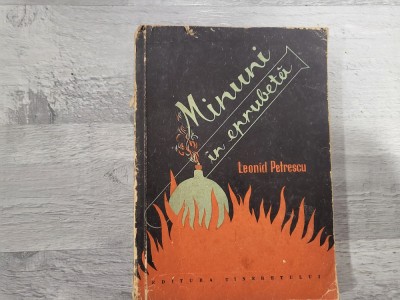 Minuni
în eprubetă
Leonid Petrescu
EDITURA TINERETULUI